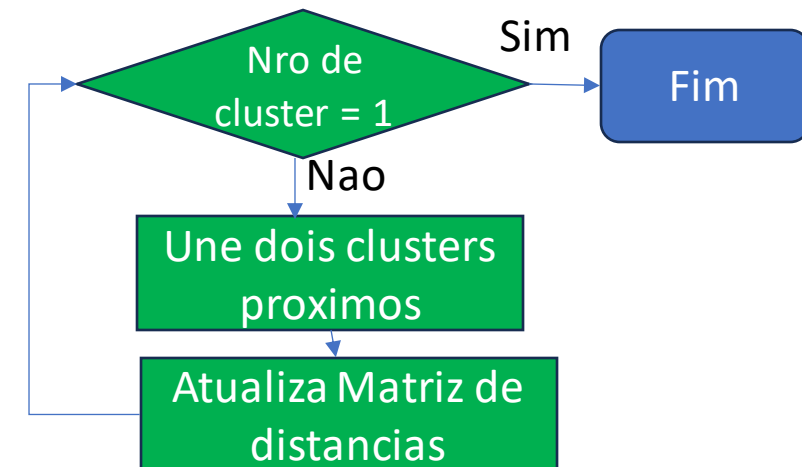 Nro de
cluster = 1
Sim
Fim
Nao
Une dois clusters
proximos
Atualiza Matriz de
distancias